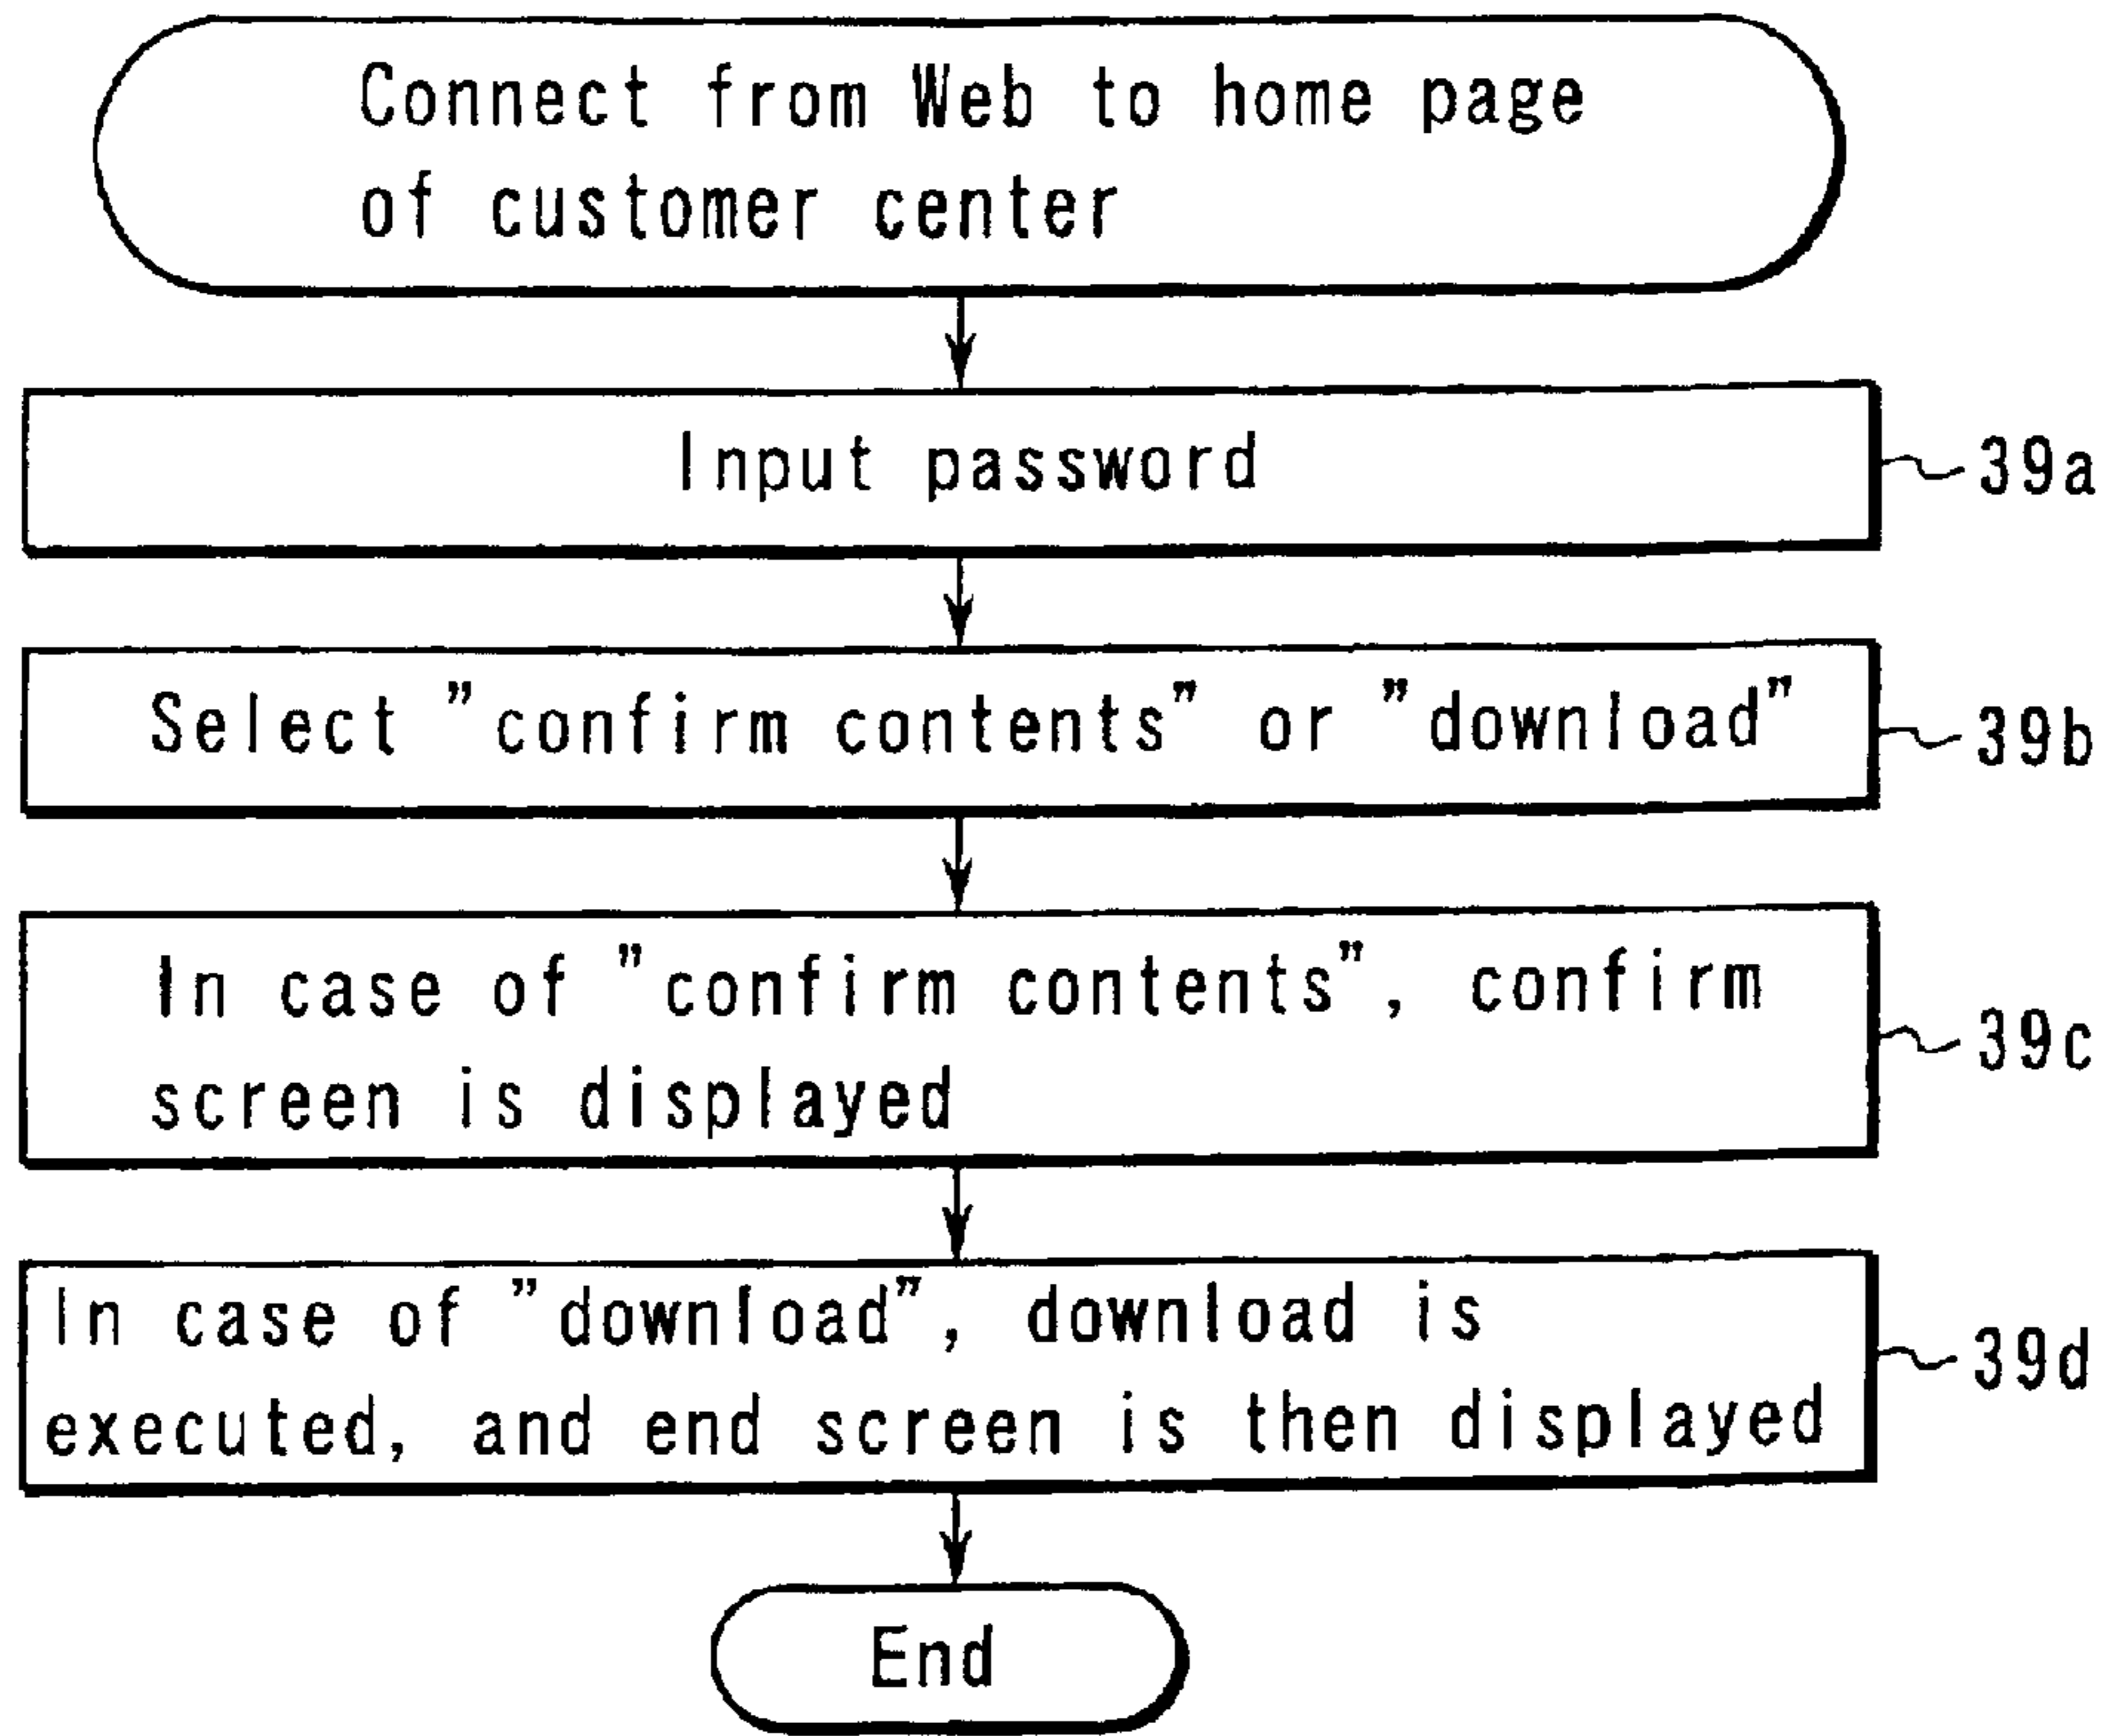 Connect from Web to home page
of customer center
Input password
39a
Select "confirm contents" or "download"
39b
In case of "confirm contents", confirm
screen is displayed
39c
In case of "download", download is
executed, and end screen is then displayed
39d
End